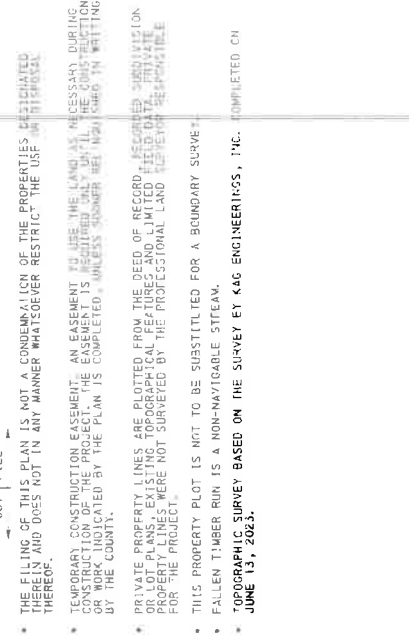 * THE FILING OF THIS PLAN IS NOT A CONDEMNATION OF THE PROPERTIES DESIGNATED
THEREIN AND DOES NOT IN ANY MANNER WHATSOEVER RESTRICT THE USE OR DISPOSAL
THEREOF.
* TEMPORARY CONSTRUCTION EASEMENT: AN EASEMENT TO USE THE LAND AS NECESSARY DURING
CONSTRUCTION OF THE PROJECT. THE EASEMENT IS REQUIRED ONLY UNTIL THE CONSTRUCTION
OR WORK INDICATED BY THE PLAN IS COMPLETED, UNLESS SOONER RELINQUISHED IN WRITING
BY THE COUNTY.
* PRIVATE PROPERTY LINES ARE PLOTTED FROM THE DEED OF RECORD, RECORDED SUBDIVISION
OR LOT PLANS, EXISTING TOPOGRAPHICAL FEATURES AND LIMITED FIELD DATA. PRIVATE
PROPERTY LINES WERE NOT SURVEYED BY THE PROFESSIONAL LAND SURVEYOR RESPONSIBLE
FOR THE PROJECT.
* THIS PROPERTY PLOT IS NOT TO BE SUBSTITUTED FOR A BOUNDARY SURVEY.
* FALLEN TIMBER RUN IS A NON-NAVIGABLE STREAM.
* TOPOGRAPHIC SURVEY BASED ON THE SURVEY BY KAG ENGINEERINGS, INC. COMPLETED ON
JUNE 13, 2023.